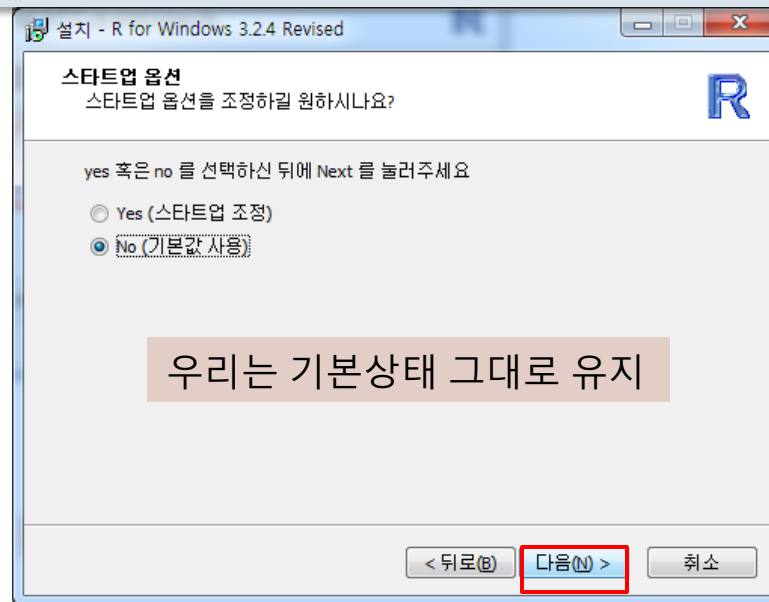 설치 - R for Windows 3.2.4 Revised
스타트업 옵션
스타트업 옵션을 조정하길 원하시나요?
R
yes 혹은 no 를 선택하신 뒤에 Next 를 눌러주세요
Yes (스타트업 조정)
No (기본값 사용)
우리는 기본상태 그대로 유지
< 뒤로(B)
다음(N) >
취소